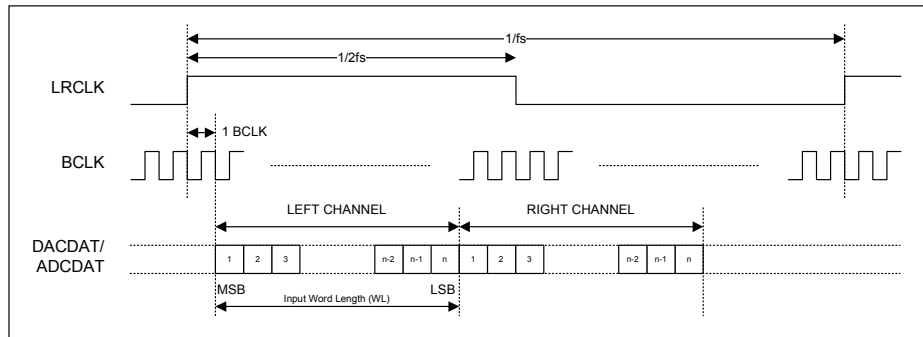 1/fs
1/2fs
LRCLK
1 BCLK
BCLK
LEFT CHANNEL RIGHT CHANNEL
DACDAT/
ADCDAT
1 2 3 n-2 n-1 n 1 2 3 n-2 n-1 n
MSB LSB
Input Word Length (WL)